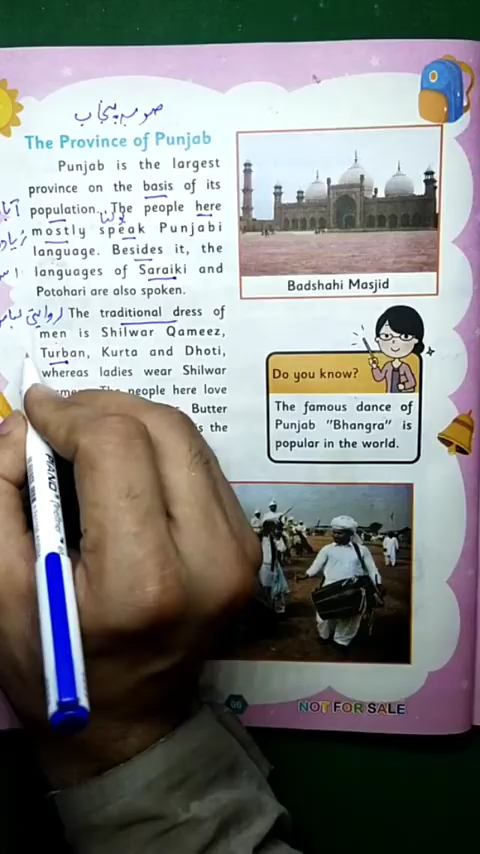 صوبہ پنجاب
The Province of Punjab
Punjab is the largest
province on the basis of its
population. The people here
بولنا
mostly speak Punjabi
language. Besides it, the
languages of Saraiki and
Potohari are also spoken.
روایتی لباس The traditional dress of
men is Shilwar Qameez,
Turban, Kurta and Dhoti,
whereas ladies wear Shilwar
The people here love
Butter
is the
Badshahi Masjid
Do you know?
The famous dance of
Punjab "Bhangra" is
popular in the world.
NOT FOR SALE
PIANO